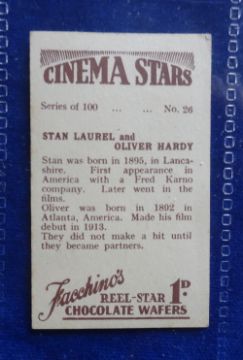 CINEMA STARS
Series of 100 ... ... No. 26
STAN LAUREL and
OLIVER HARDY
Stan was born in 1895, in Lanca-
shire. First appearance in
America with a Fred Karno
company. Later went in the
films.
Oliver was born in 1892 in
Atlanta, America. Made his film
debut in 1913.
They did not make a hit until
they became partners.
Facchino's
REEL-STAR 1D.
CHOCOLATE WAFERS